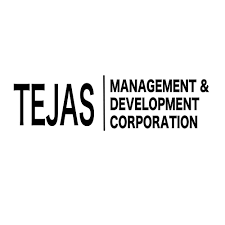 TEJAS
MANAGEMENT &
DEVELOPMENT
CORPORATION